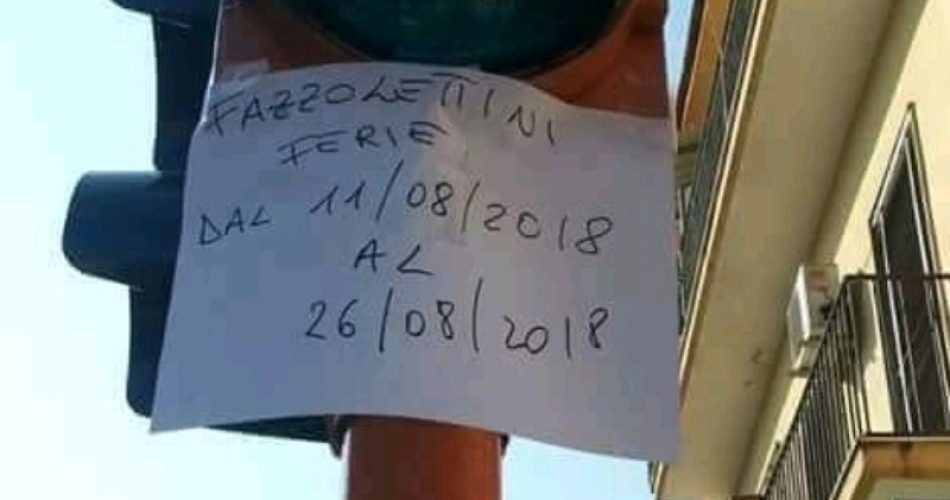 FAZZOLETTINI
FERIE
DAL 11/08/2018
AL
26/08/2018